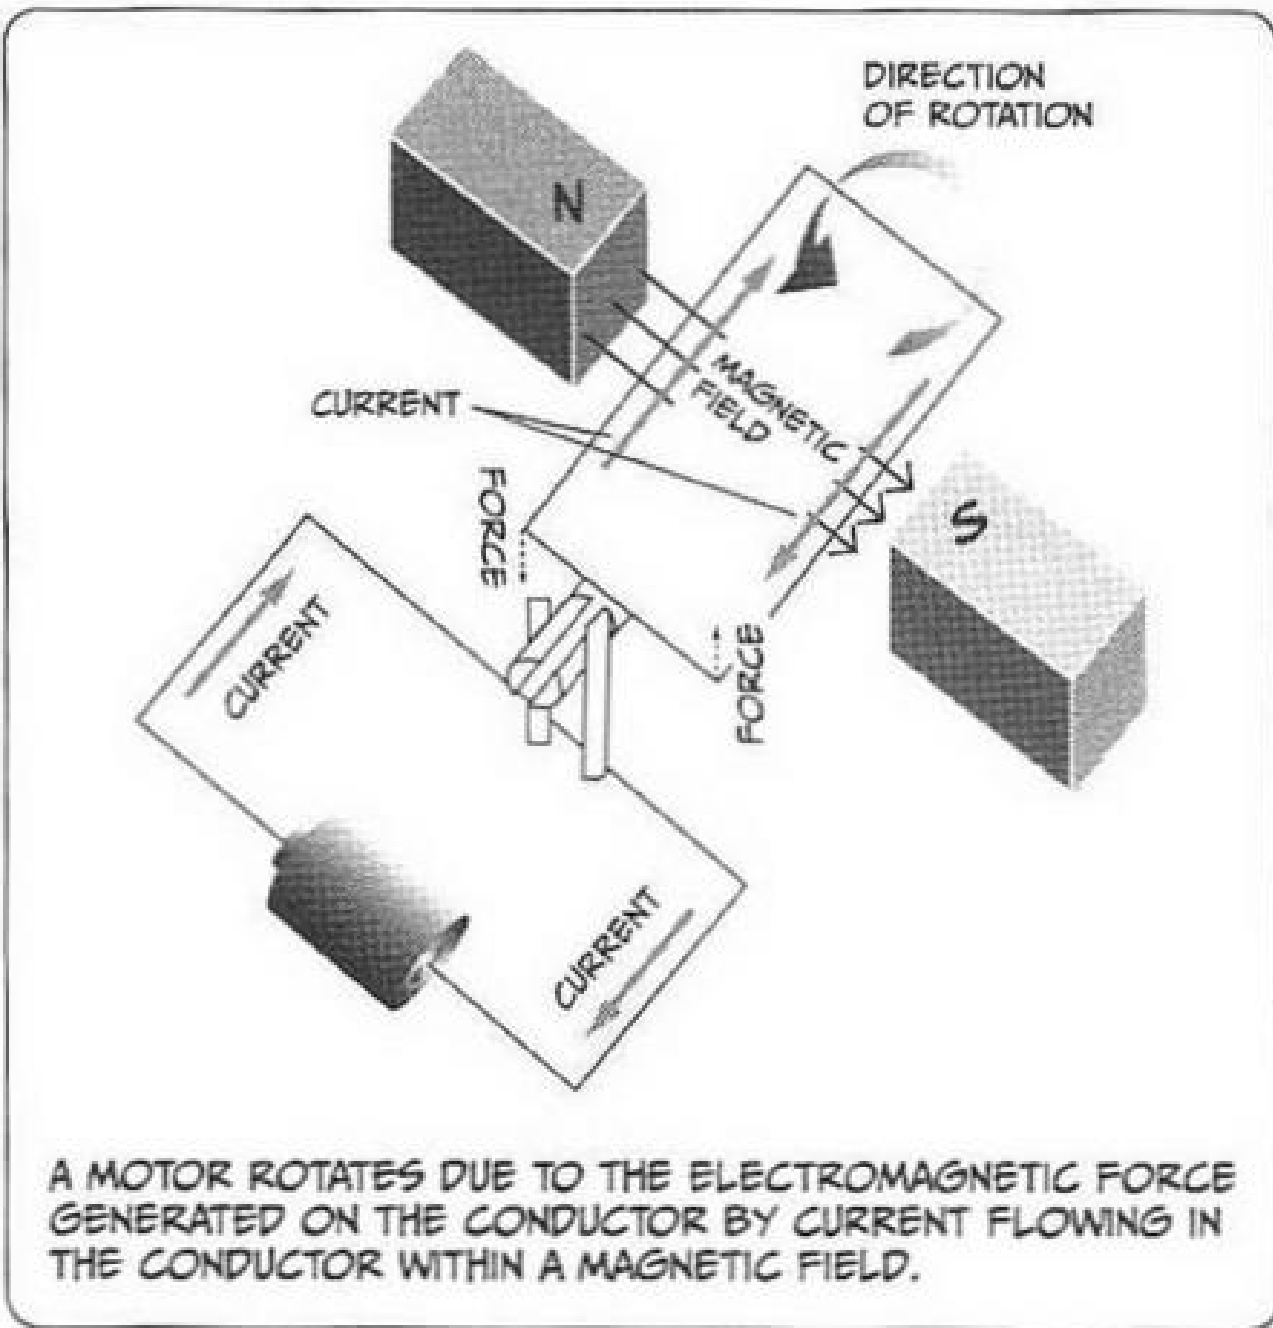 DIRECTION
OF ROTATION
N
MAGNETIC
FIELD
CURRENT
FORCE
S
CURRENT
FORCE
CURRENT
A MOTOR ROTATES DUE TO THE ELECTROMAGNETIC FORCE
GENERATED ON THE CONDUCTOR BY CURRENT FLOWING IN
THE CONDUCTOR WITHIN A MAGNETIC FIELD.